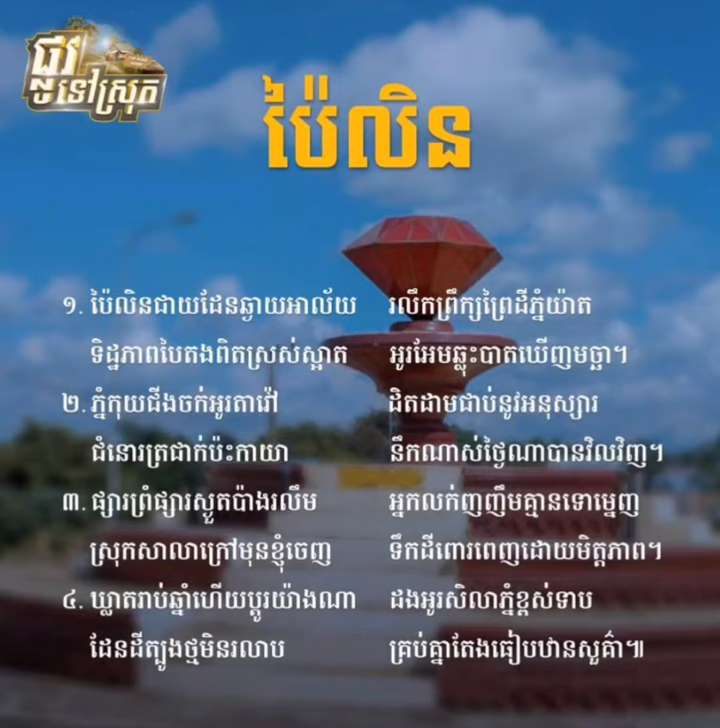 ផ្លូវ
ទៅស្រុក
ប៉ៃលិន
១. ប៉ៃលិនជាយដែនឆ្ងាយអាល័យ រលឹកព្រឹក្សព្រៃដីភ្នំយ៉ាត
ទិដ្ឋភាពបៃតងពិតស្រស់ស្អាត អូរអែមឆ្លុះបាតឃើញមច្ឆា។
២. ភ្នំកុយជីងចក់អូរតារ៉ៅ ដិតដាមជាប់នូវអនុស្សារ
ជំនោរត្រជាក់ប៉ះកាយា នឹកណាស់ថ្ងៃណាបានវិលវិញ។
៣. ផ្សារព្រំផ្សារស្ទួតប៉ាងរលឹម អ្នកលក់ញញឹមគ្មានទោម្នេញ
ស្រុកសាលាក្រៅមុនខ្ញុំចេញ ទឹកដីពោរពេញដោយមិត្តភាព។
៤. ឃ្លាតរាប់ឆ្នាំហើយប្ដូរយ៉ាងណា ដងអូរសិលាភ្នំខ្ពស់ទាប
ដែនដីត្បូងថ្មមិនរលាប គ្រប់គ្នាតែងធៀបឋានសួគ៌ា៕